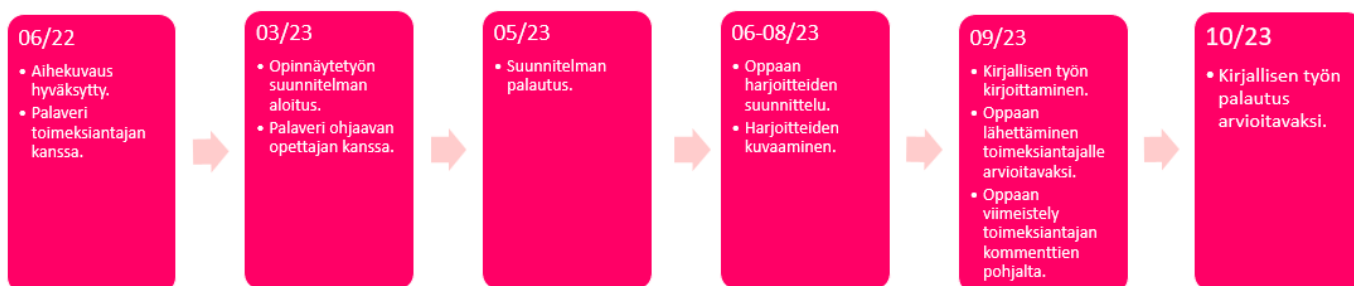 06/22
• Aihekuvaus
hyväksytty.
• Palaveri
toimeksiantajan
kanssa.
03/23
• Opinnäytetyön
suunnitelman
aloitus.
• Palaveri ohjaavan
opettajan kanssa.
05/23
• Suunnitelman
palautus.
06-08/23
• Oppaan
harjoitteiden
suunnittelu.
• Harjoitteiden
kuvaaminen.
09/23
• Kirjallisen työn
kirjoittaminen.
• Oppaan
lähettäminen
toimeksiantajalle
arvioitavaksi.
• Oppaan
viimeistely
toimeksiantajan
kommenttien
pohjalta.
10/23
• Kirjallisen työn
palautus
arvioitavaksi.